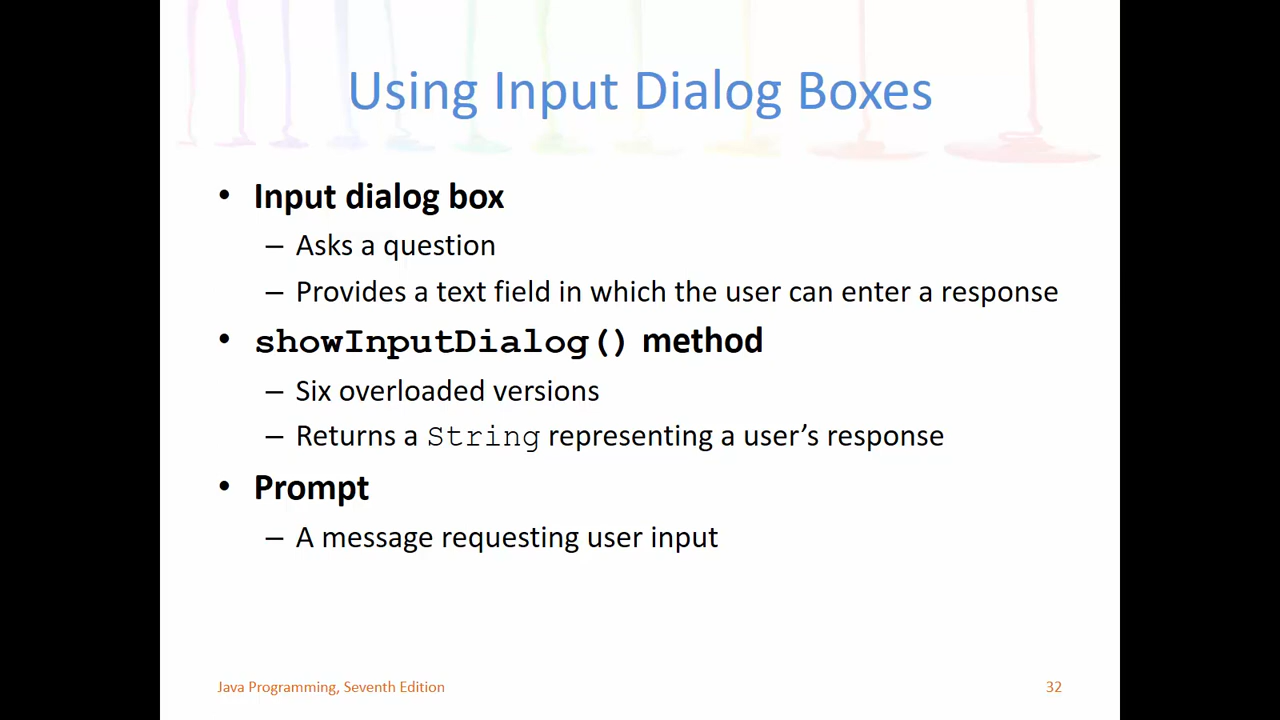 Using Input Dialog Boxes
• Input dialog box
– Asks a question
– Provides a text field in which the user can enter a response
• showInputDialog() method
– Six overloaded versions
– Returns a String representing a user’s response
• Prompt
– A message requesting user input
Java Programming, Seventh Edition
32